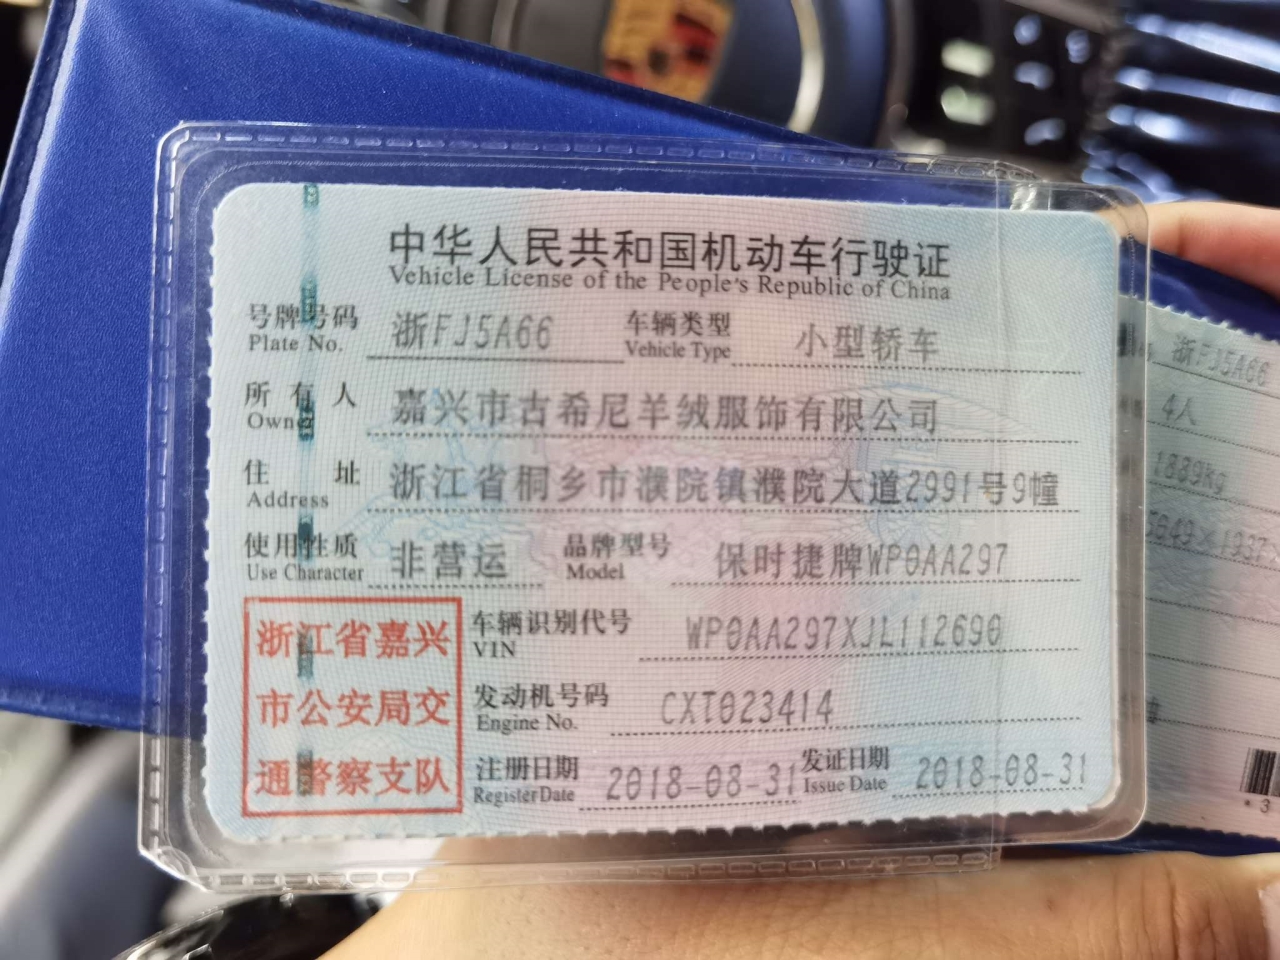 中华人民共和国机动车行驶证
Vehicle License of the People's Republic of China
号牌号码 浙FJ5A66 车辆类型 小型轿车
Plate No. Vehicle Type
所有人 嘉兴市古希尼羊绒服饰有限公司
Owner
住址 浙江省桐乡市濮院镇濮院大道2991号9幢
Address
使用性质 非营运 品牌型号 保时捷牌WP0AA297
Use Character Model
浙江省嘉兴
市公安局交
通警察支队
车辆识别代号 WP0AA297XJL112690
VIN
发动机号码 CXT023414
Engine No.
注册日期 2018-08-31 发证日期 2018-08-31
Register Date Issue Date
浙FJ5A66
4人
1889kg
5049×1937×
* 3